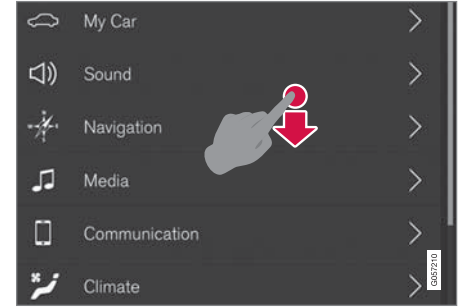 My Car
Sound
Navigation
Media
Communication
Climate
G057210